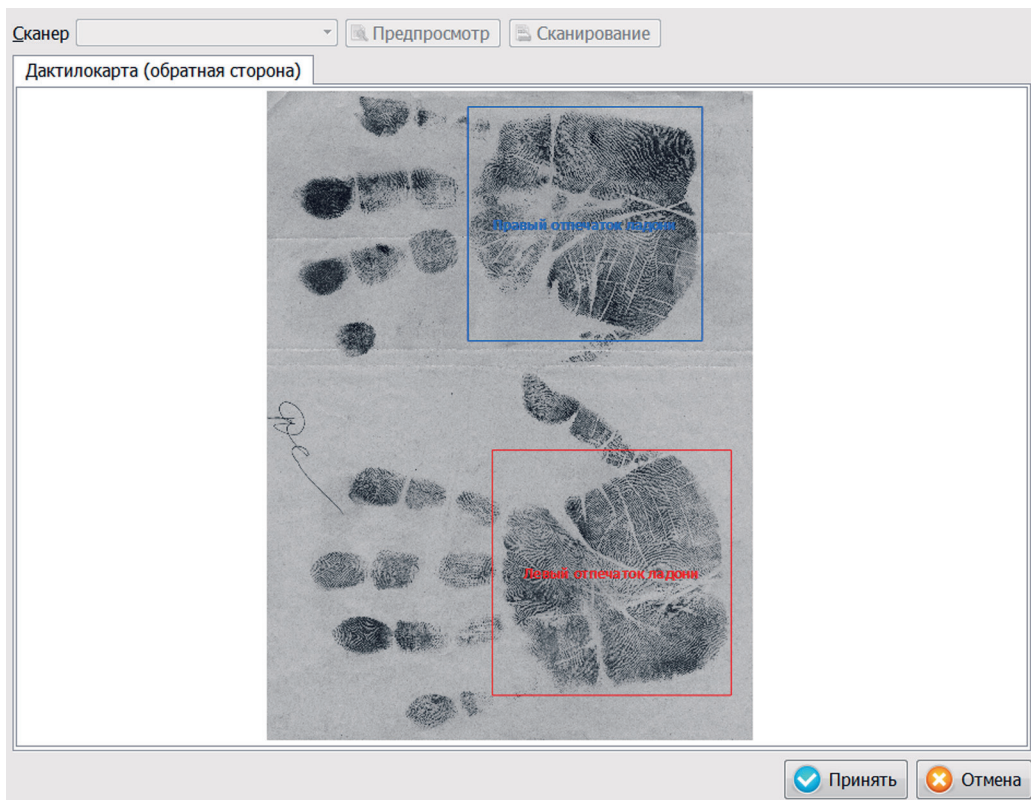 Сканер Предпросмотр Сканирование
Дактилокарта (обратная сторона)
Правый отпечаток ладони
Левый отпечаток ладони
Принять Отмена